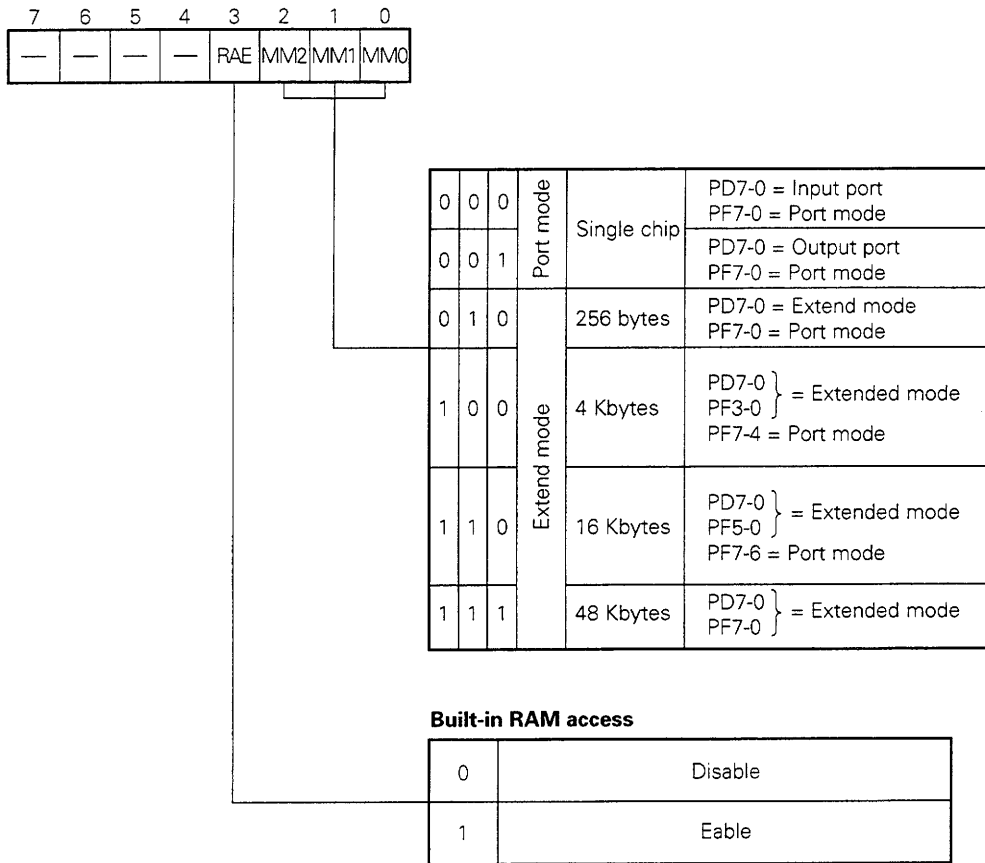 7 6 5 4 3 2 1 0
— — — — RAE MM2 MM1 MM0
0 0 0 Port mode Single chip PD7-0 = Input port
PF7-0 = Port mode
0 0 1 PD7-0 = Output port
PF7-0 = Port mode
0 1 0 Extend mode 256 bytes PD7-0 = Extend mode
PF7-0 = Port mode
1 0 0 4 Kbytes PD7-0
PF3-0 } = Extended mode
PF7-4 = Port mode
1 1 0 16 Kbytes PD7-0
PF5-0 } = Extended mode
PF7-6 = Port mode
1 1 1 48 Kbytes PD7-0
PF7-0 } = Extended mode
Built-in RAM access
0 Disable
1 Eable